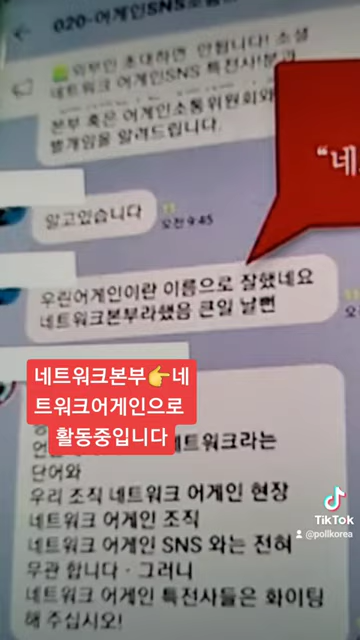 020-어게인SNS소통
외부인 초대하면 안됩니다! 소셜
네트워크 어게인SNS 특전사!분과
본부 혹은 어게인소통위원회와
별개임을 알려드립니다.
알고있습니다
오전 9:45
“네
우린어게인이란 이름으로 잘했네요
네트워크본부라했음 큰일 날뻔
네트워크본부👉네
트워크어게인으로
활동중입니다
네트워크라는
단어와
우리 조직 네트워크 어게인 현장
네트워크 어게인 조직
네트워크 어게인 SNS 와는 전혀
무관 합니다 · 그러니
네트워크 어게인 특전사들은 화이팅
해 주십시오!
TikTok
@pollkorea